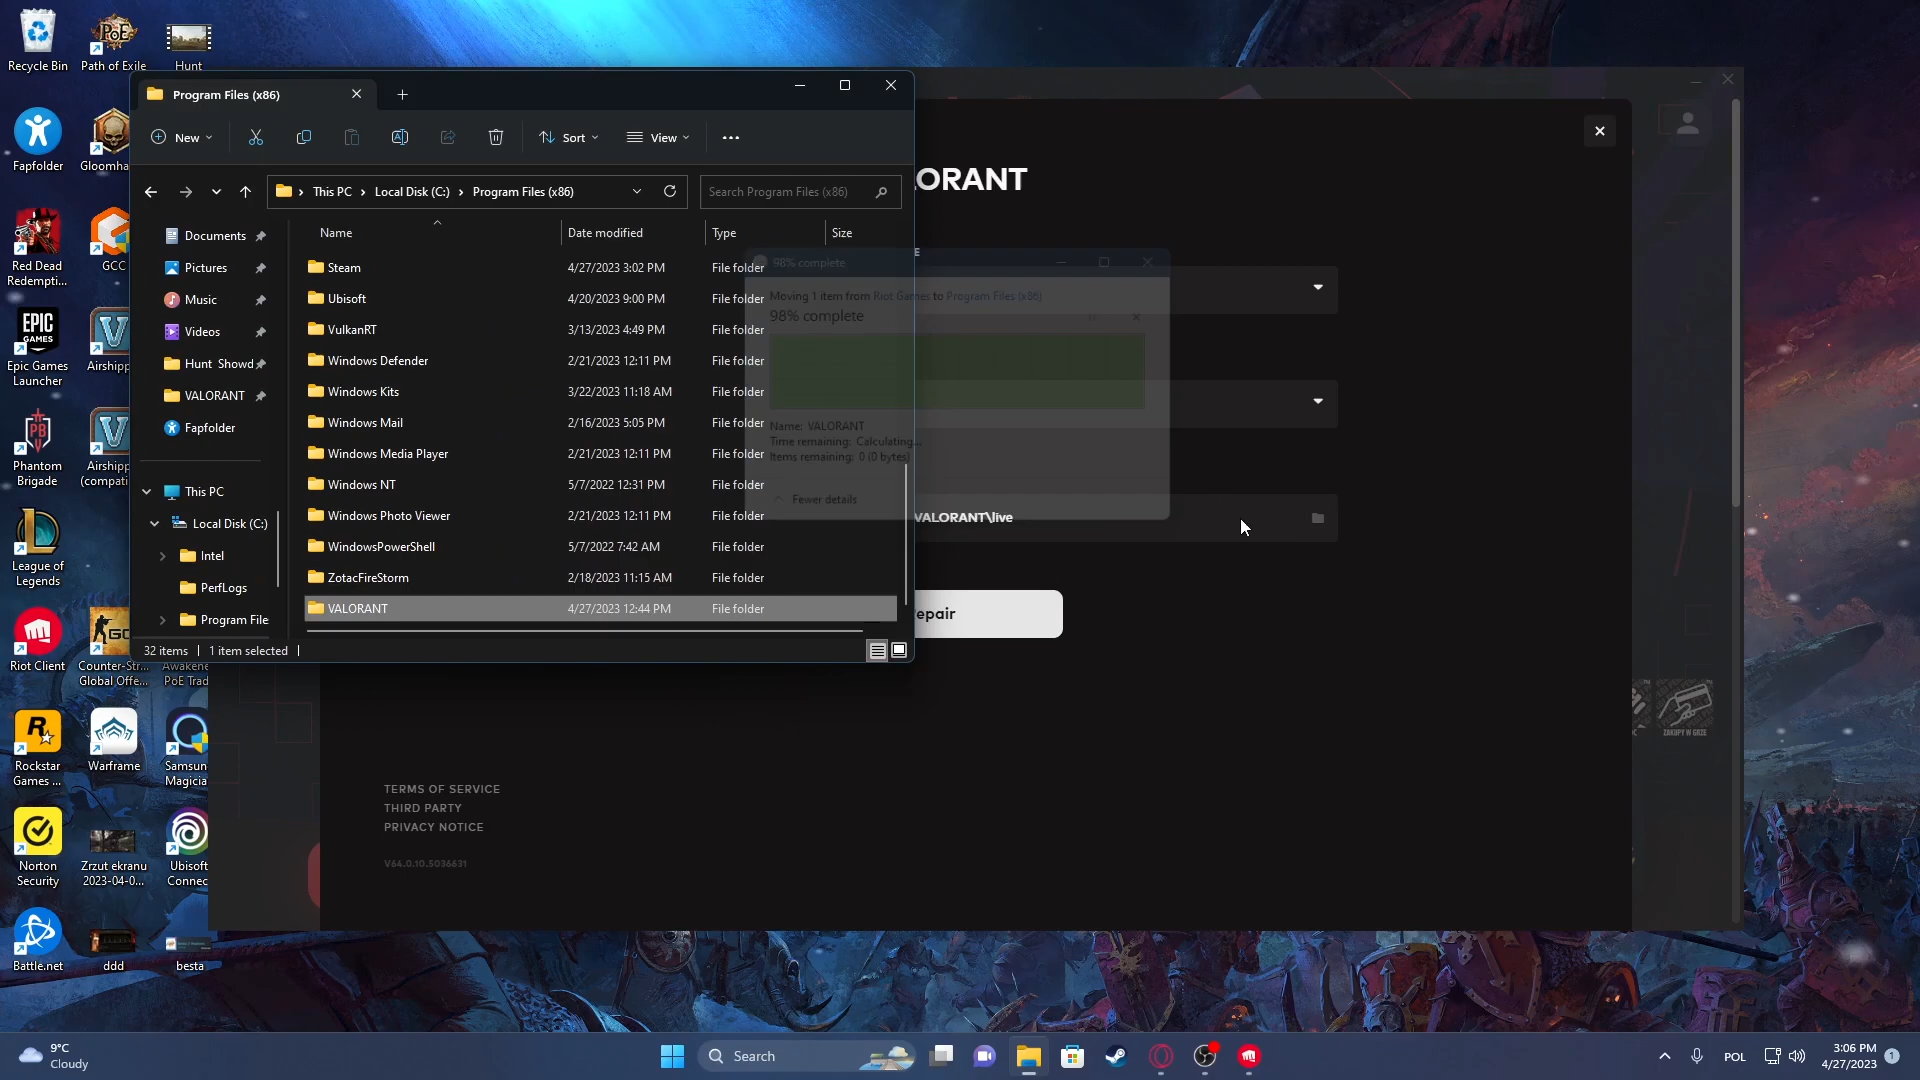 Recycle Bin
Path of Exile
Hunt
Fapfolder
Gloomha
Red Dead
Redempti...
GCC
Epic Games
Launcher
Airshipp
Phantom
Brigade
Airshipp
(compati
League of
Legends
Riot Client
Counter-Str...
Global Offe...
Awakene
PoE Trad
Rockstar
Games ...
Warframe
Samsun
Magicia
Norton
Security
Zrzut ekranu
2023-04-0...
Ubisoft
Connec
Battle.net
ddd
besta
Program Files (x86)
New
Sort
View
This PC
Local Disk (C:)
Program Files (x86)
Search Program Files (x86)
Documents
Pictures
Music
Videos
Hunt Showd
VALORANT
Fapfolder
This PC
Local Disk (C:)
Intel
PerfLogs
Program File
Name Date modified Type Size
Steam 4/27/2023 3:02 PM File folder
Ubisoft 4/20/2023 9:00 PM File folder
VulkanRT 3/13/2023 4:49 PM File folder
Windows Defender 2/21/2023 12:11 PM File folder
Windows Kits 3/22/2023 11:18 AM File folder
Windows Mail 2/16/2023 5:05 PM File folder
Windows Media Player 2/21/2023 12:11 PM File folder
Windows NT 5/7/2022 12:31 PM File folder
Windows Photo Viewer 2/21/2023 12:11 PM File folder
WindowsPowerShell 5/7/2022 7:42 AM File folder
ZotacFireStorm 2/18/2023 11:15 AM File folder
VALORANT 4/27/2023 12:44 PM File folder
32 items
1 item selected
98% complete
Moving 1 item from Riot Games to Program Files (x86)
98% complete
Name: VALORANT
Time remaining: Calculating...
Items remaining: 0 (0 bytes)
Fewer details
ORANT
E
VALORANT\live
epair
TERMS OF SERVICE
THIRD PARTY
PRIVACY NOTICE
V64.0.10.5036631
ZAKUPY W GRZE
9°C
Cloudy
Search
POL
3:06 PM
4/27/2023
1